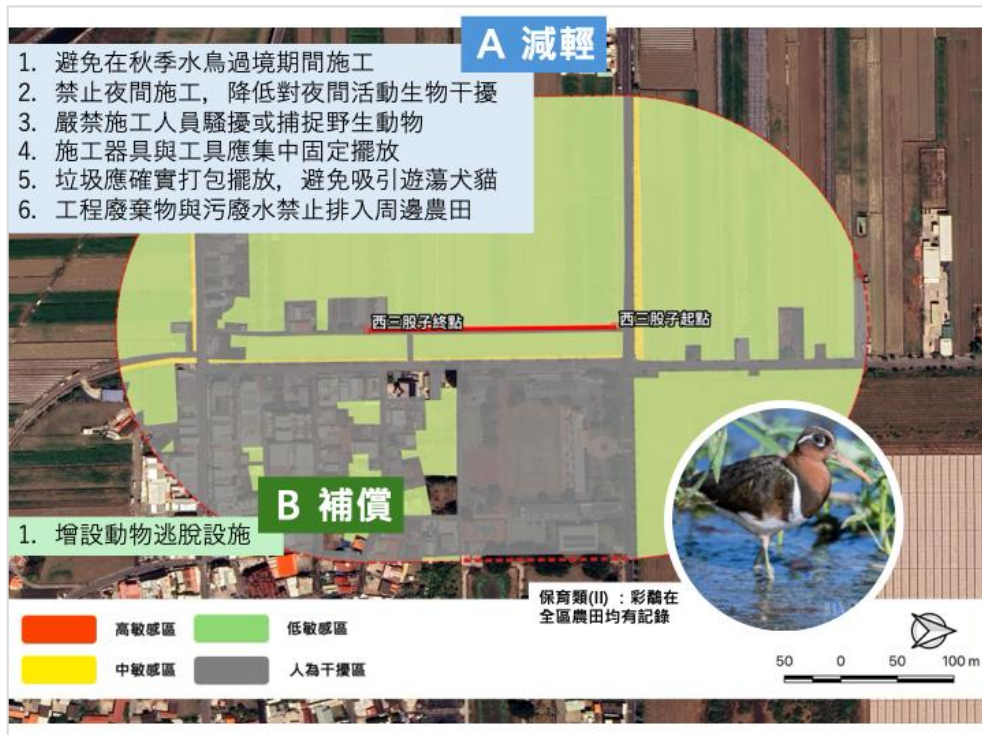 A 減輕
1. 避免在秋季水鳥過境期間施工
2. 禁止夜間施工，降低對夜間活動生物干擾
3. 嚴禁施工人員騷擾或捕捉野生動物
4. 施工器具與工具應集中固定擺放
5. 垃圾應確實打包擺放，避免吸引遊蕩犬貓
6. 工程廢棄物與污廢水禁止排入周邊農田
西三股子終點
西三股子起點
B 補償
1. 增設動物逃脫設施
保育類(II)：彩鷸在
全區農田均有記錄
高敏感區
低敏感區
中敏感區
人為干擾區
50 0 50 100 m